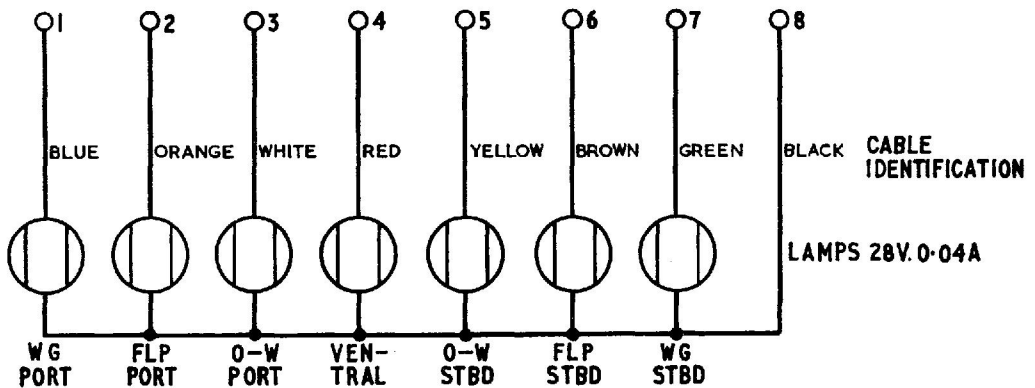 1 2 3 4 5 6 7 8
BLUE ORANGE WHITE RED YELLOW BROWN GREEN BLACK CABLE
IDENTIFICATION
LAMPS 28V. 0·04A
WG FLP O-W VEN- O-W FLP WG
PORT PORT PORT TRAL STBD STBD STBD